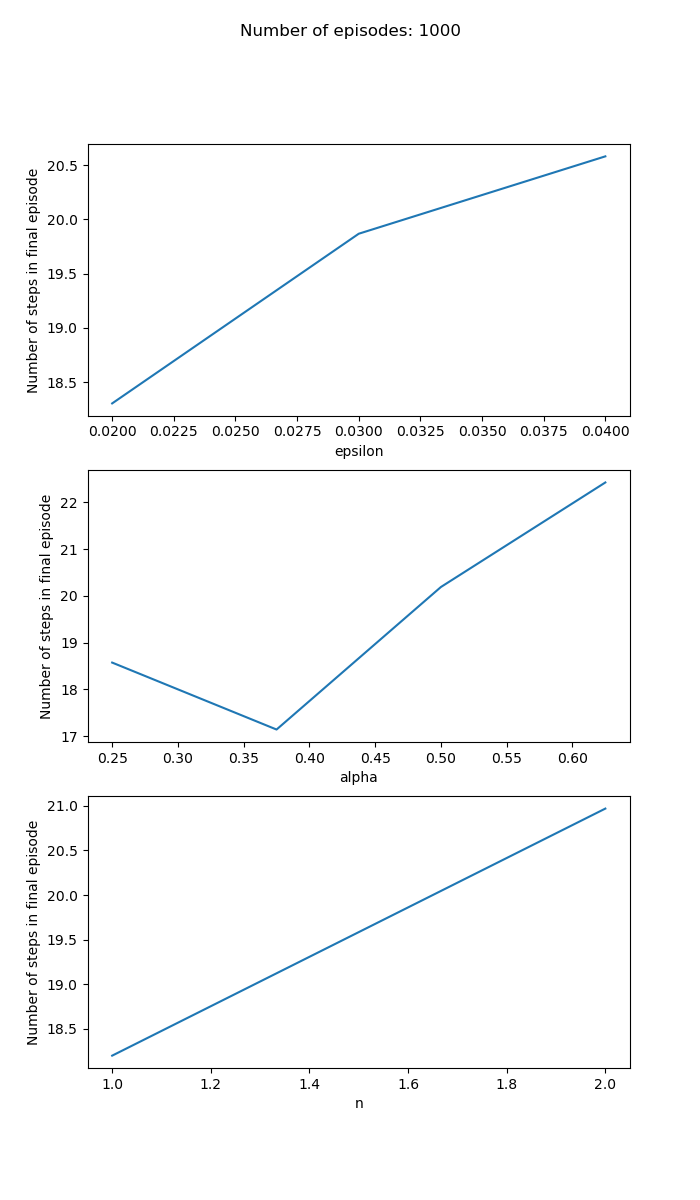 Number of episodes: 1000
20.5
20.0
19.5
19.0
18.5
Number of steps in final episode
0.0200 0.0225 0.0250 0.0275 0.0300 0.0325 0.0350 0.0375 0.0400
epsilon
22
21
20
19
18
17
Number of steps in final episode
0.25 0.30 0.35 0.40 0.45 0.50 0.55 0.60
alpha
21.0
20.5
20.0
19.5
19.0
18.5
Number of steps in final episode
1.0 1.2 1.4 1.6 1.8 2.0
n